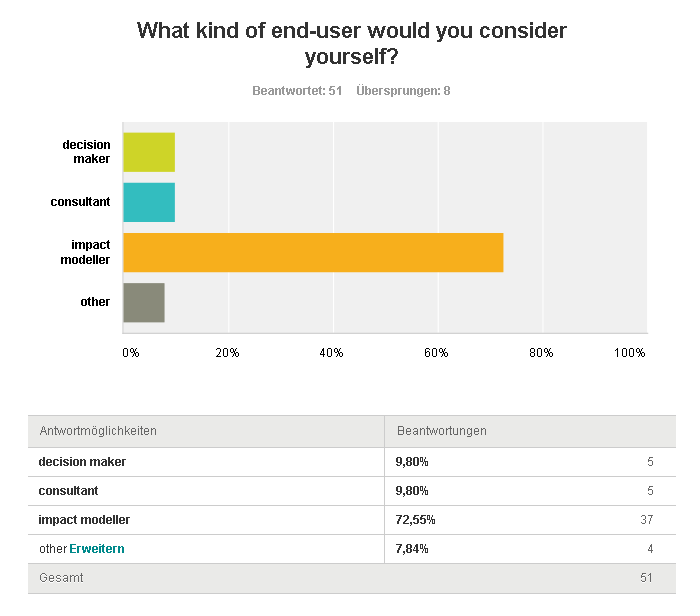 What kind of end-user would you consider
yourself?
Beantwortet: 51 Übersprungen: 8
decision
maker
consultant
impact
modeller
other
0% 20% 40% 60% 80% 100%
Antwortmöglichkeiten Beantwortungen
decision maker 9,80% 5
consultant 9,80% 5
impact modeller 72,55% 37
other Erweitern 7,84% 4
Gesamt 51